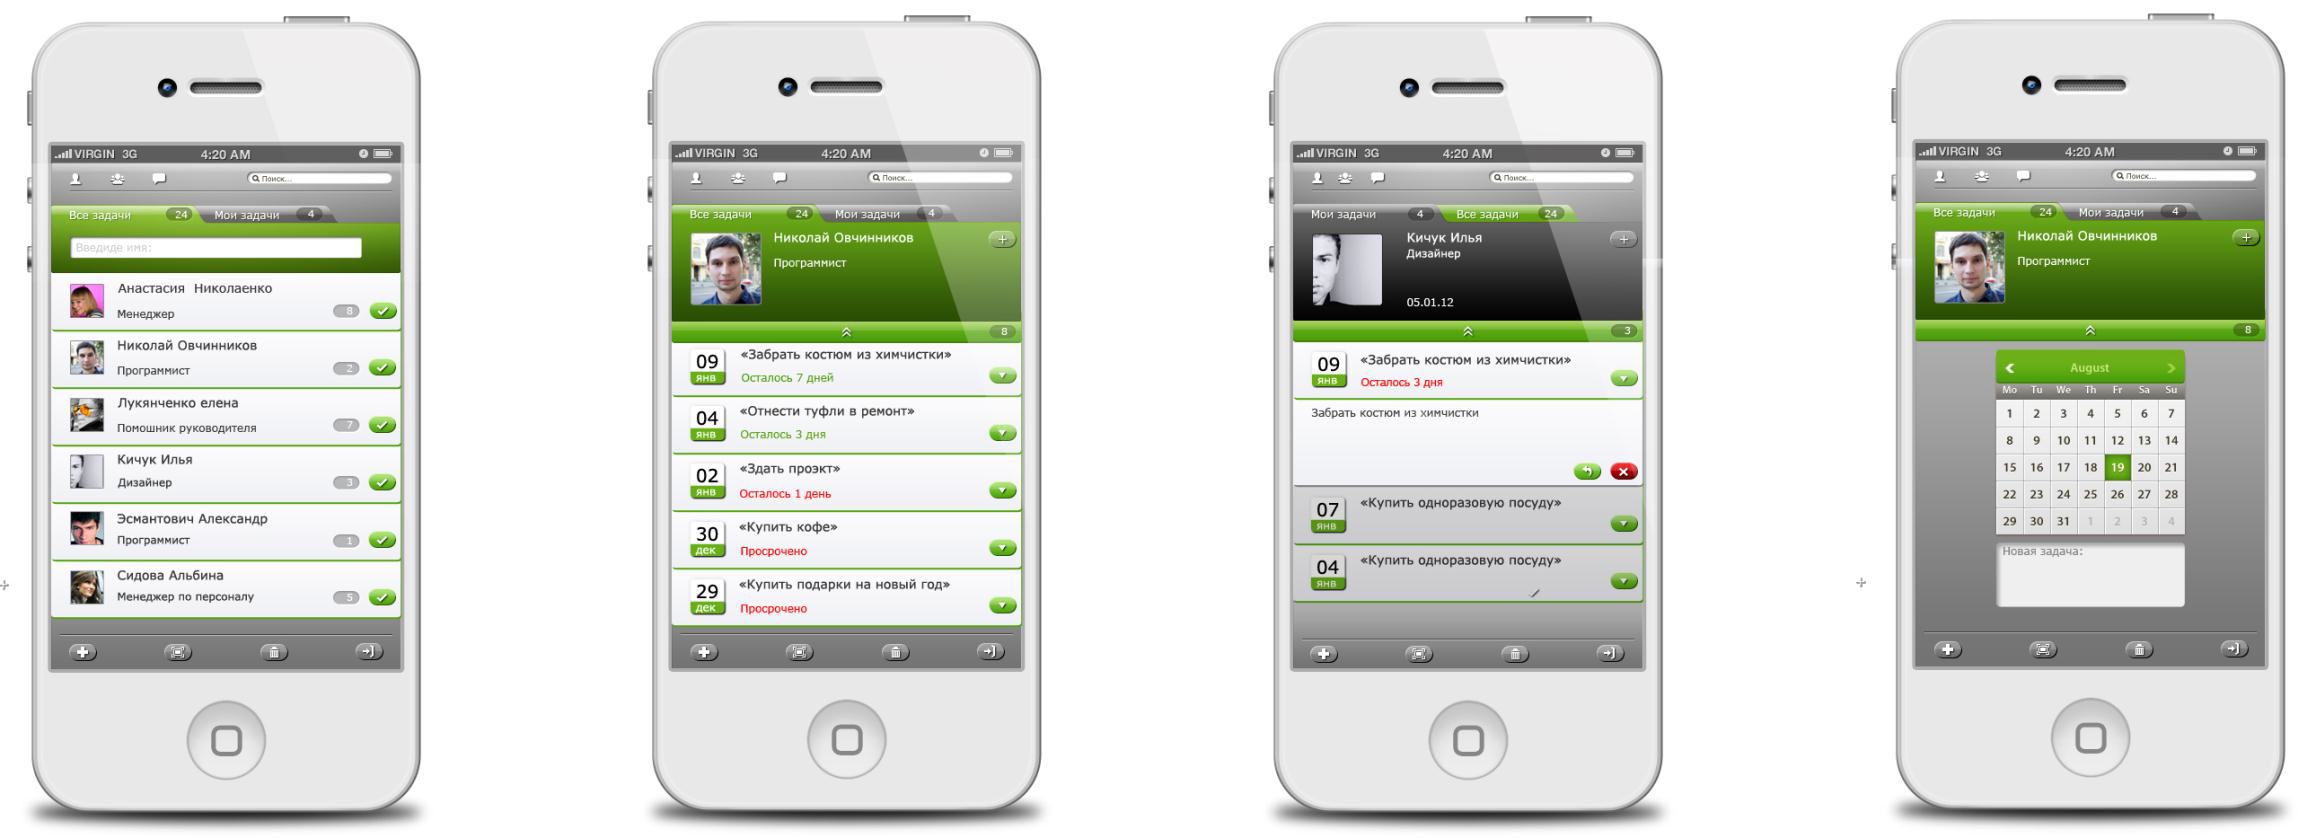 VIRGIN 3G 4:20 AM
Поиск...
Все задачи 24 Мои задачи 4
Введиде имя:
Анастасия Николаенко
Менеджер 8
Николай Овчинников
Программист 2
Лукянченко елена
Помошник руководителя 7
Кичук Илья
Дизайнер 3
Эсмантович Александр
Программист 1
Сидова Альбина
Менеджер по персоналу 5
VIRGIN 3G 4:20 AM
Поиск...
Все задачи 24 Мои задачи 4
Николай Овчинников
Программист
8
09 «Забрать костюм из химчистки»
янв Осталось 7 дней
04 «Отнести туфли в ремонт»
янв Осталось 3 дня
02 «Здать проэкт»
янв Осталось 1 день
30 «Купить кофе»
дек Просрочено
29 «Купить подарки на новый год»
дек Просрочено
VIRGIN 3G 4:20 AM
Поиск...
Мои задачи 4 Все задачи 24
Кичук Илья
Дизайнер
05.01.12
3
09 «Забрать костюм из химчистки»
янв Осталось 3 дня
Забрать костюм из химчистки
07 «Купить одноразовую посуду»
янв
04 «Купить одноразовую посуду»
янв
VIRGIN 3G 4:20 AM
Поиск...
Все задачи 24 Мои задачи 4
Николай Овчинников
Программист
8
August
Mo Tu We Th Fr Sa Su
1 2 3 4 5 6 7
8 9 10 11 12 13 14
15 16 17 18 19 20 21
22 23 24 25 26 27 28
29 30 31 1 2 3 4
Новая задача: